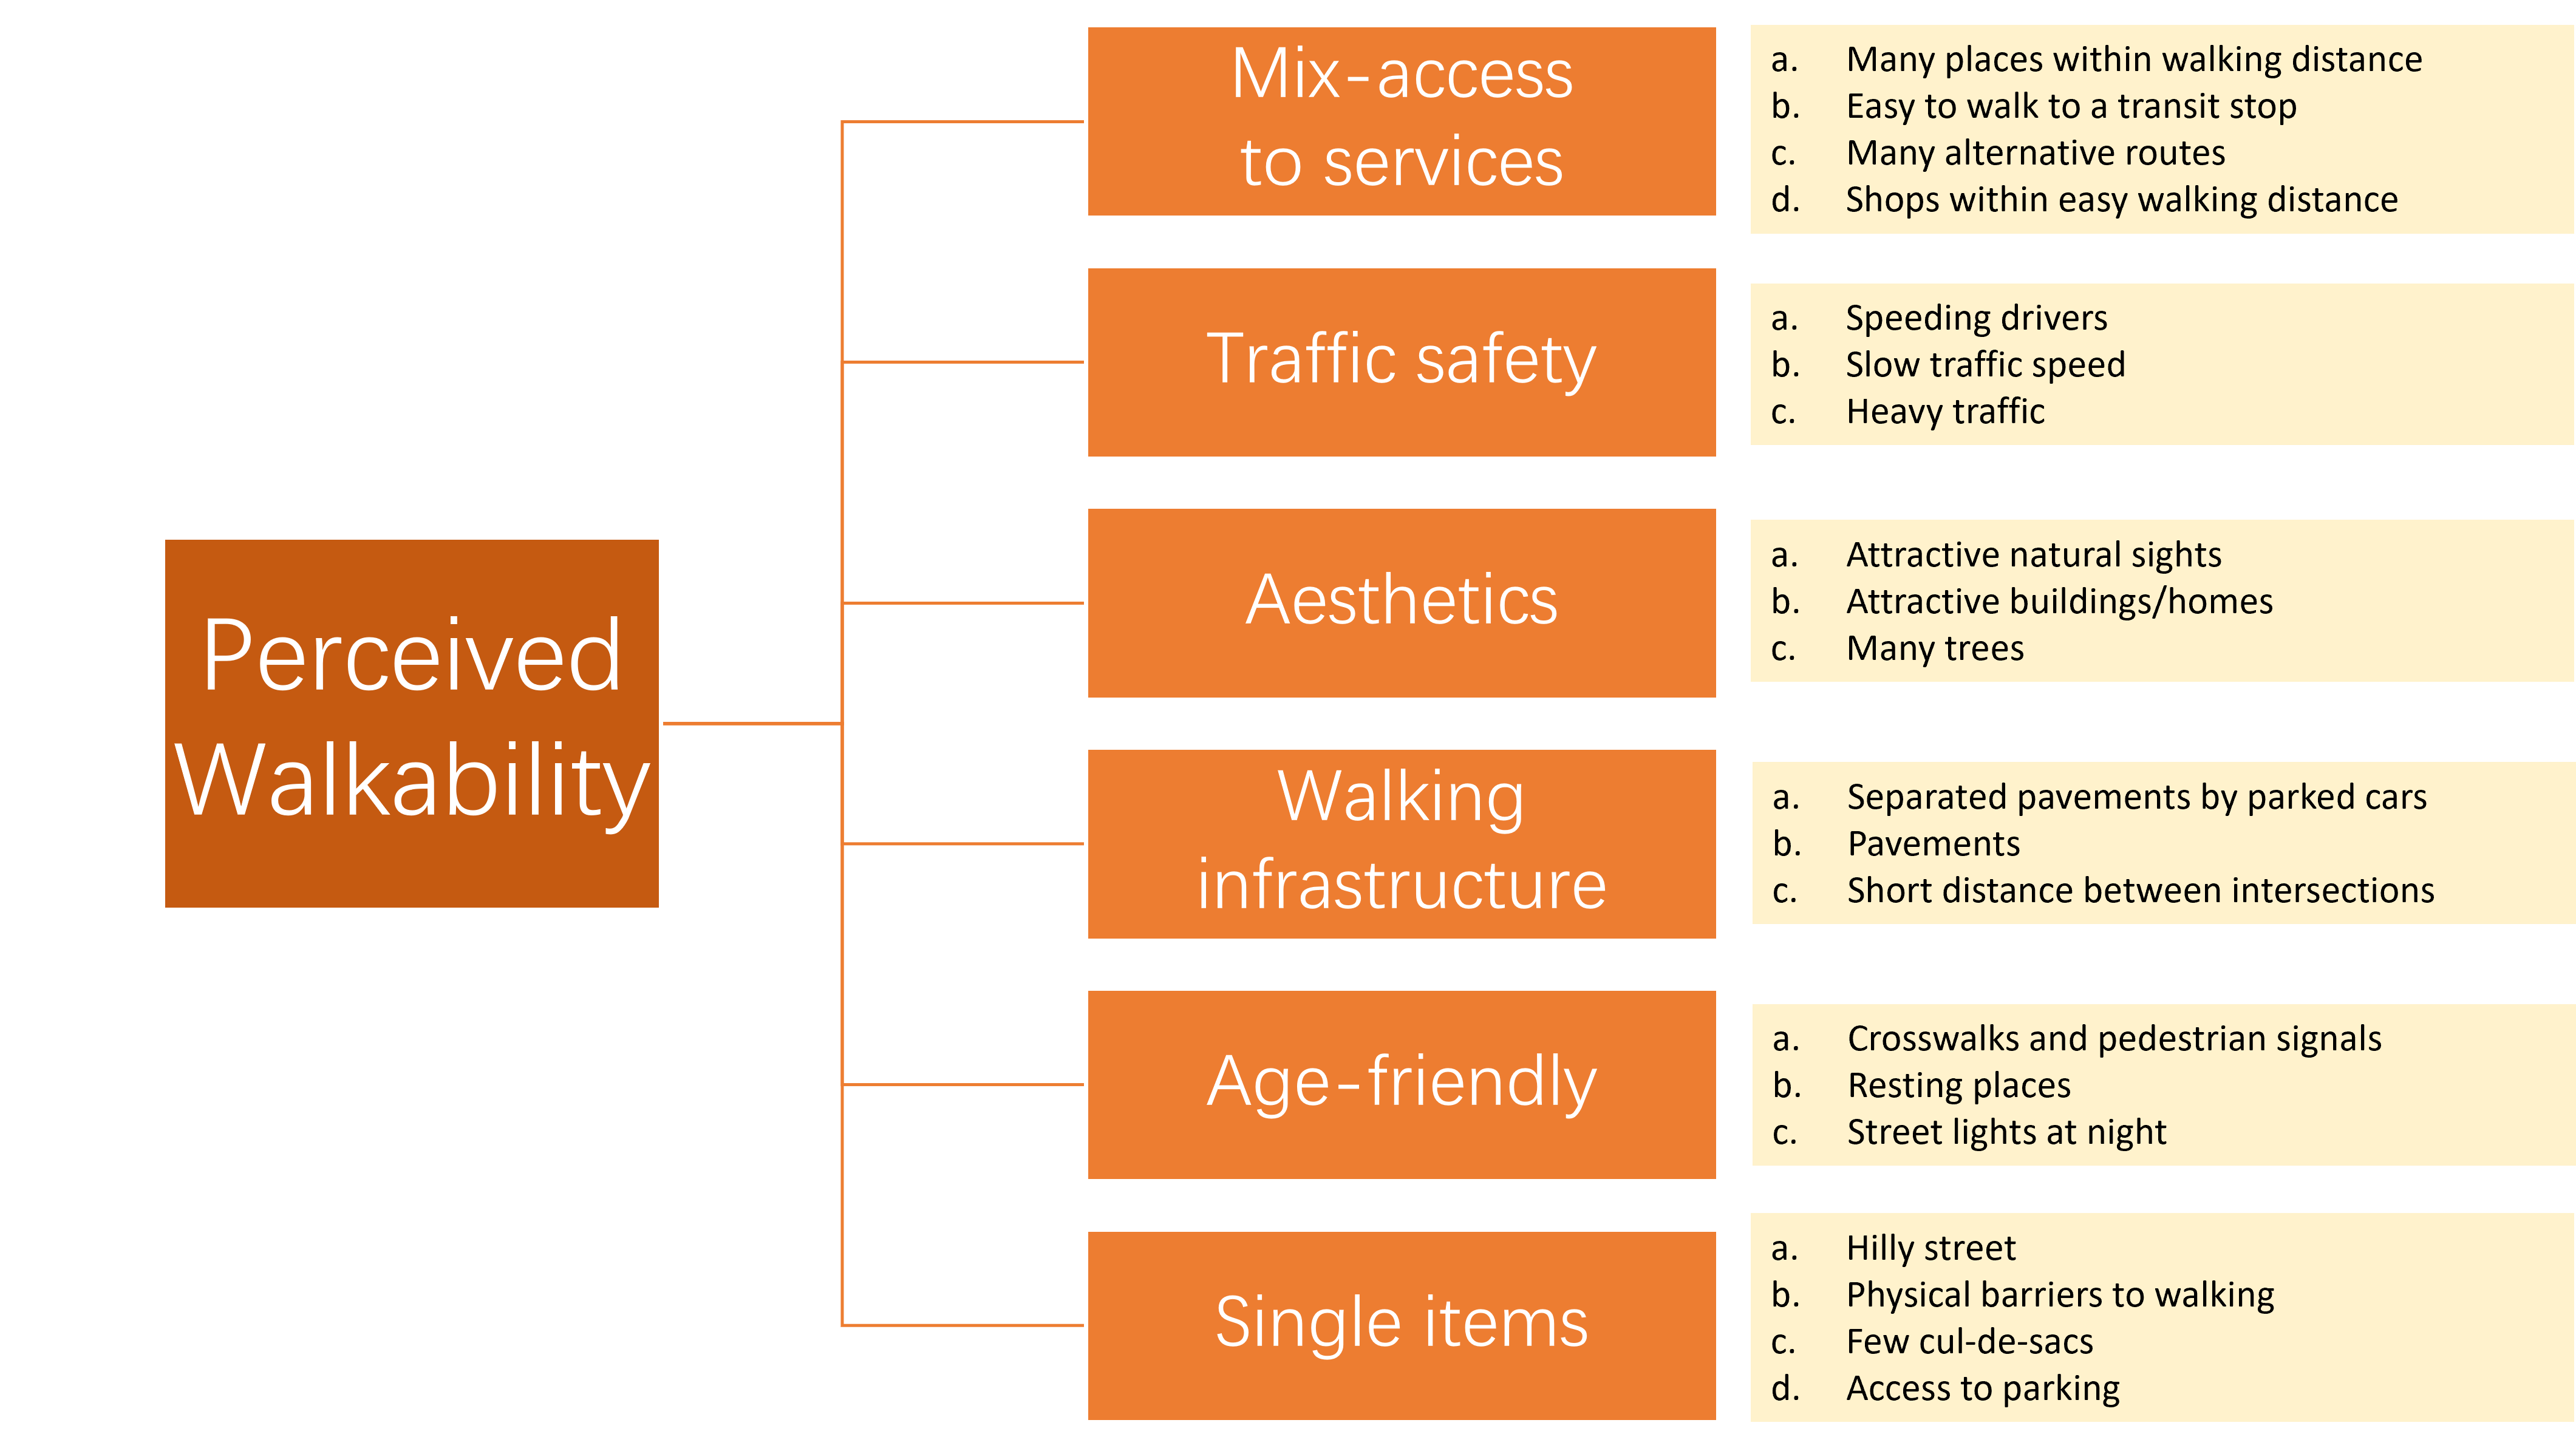 Perceived
Walkability
Mix-access
to services
a. Many places within walking distance
b. Easy to walk to a transit stop
c. Many alternative routes
d. Shops within easy walking distance
Traffic safety
a. Speeding drivers
b. Slow traffic speed
c. Heavy traffic
Aesthetics
a. Attractive natural sights
b. Attractive buildings/homes
c. Many trees
Walking
infrastructure
a. Separated pavements by parked cars
b. Pavements
c. Short distance between intersections
Age-friendly
a. Crosswalks and pedestrian signals
b. Resting places
c. Street lights at night
Single items
a. Hilly street
b. Physical barriers to walking
c. Few cul-de-sacs
d. Access to parking